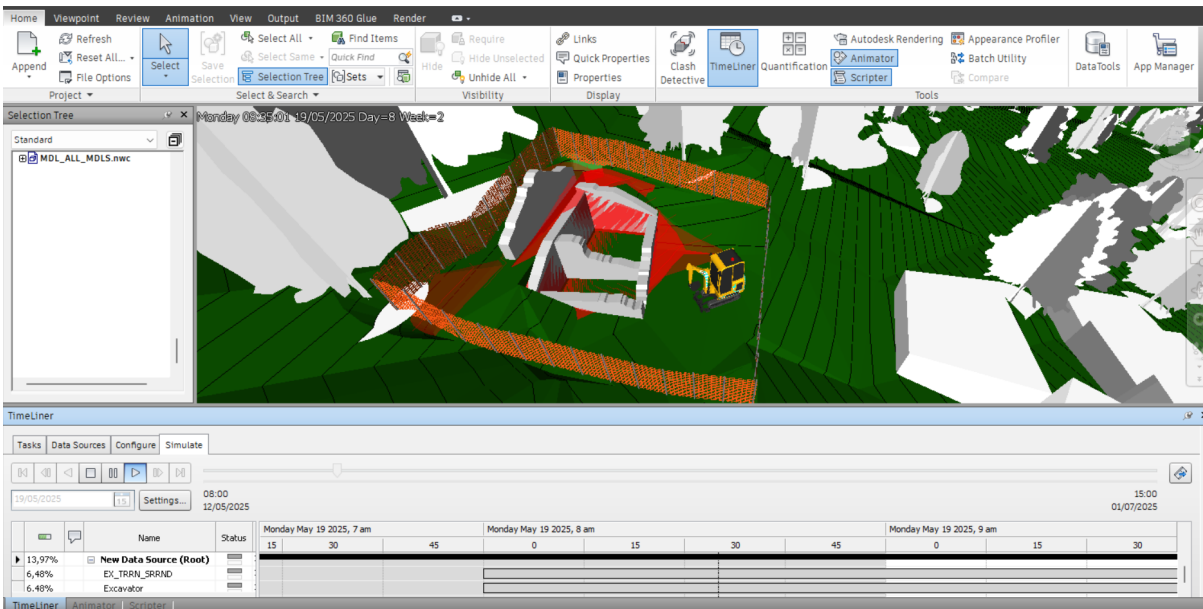 Home Viewpoint Review Animation View Output BIM 360 Glue Render
Append
Refresh
Reset All...
File Options
Project
Select
Save Selection
Select All
Select Same
Selection Tree
Find Items
Quick Find
Sets
Select & Search
Hide
Require
Hide Unselected
Unhide All
Visibility
Links
Quick Properties
Properties
Display
Clash Detective
TimeLiner
Quantification
Autodesk Rendering
Animator
Scripter
Appearance Profiler
Batch Utility
Compare
DataTools
App Manager
Tools
Selection Tree
Standard
MDL_ALL_MDLS.nwc
Monday 08:35:01 19/05/2025 Day=8 Week=2
TimeLiner
Tasks Data Sources Configure Simulate
19/05/2025
15
Settings...
08:00
12/05/2025
15:00
01/07/2025
Name Status
Monday May 19 2025, 7 am Monday May 19 2025, 8 am Monday May 19 2025, 9 am
15 30 45 0 15 30 45 0 15 30
13,97% New Data Source (Root)
6,48% EX_TRRN_SRRND
6.48% Excavator
TimeLiner Animator Scripter